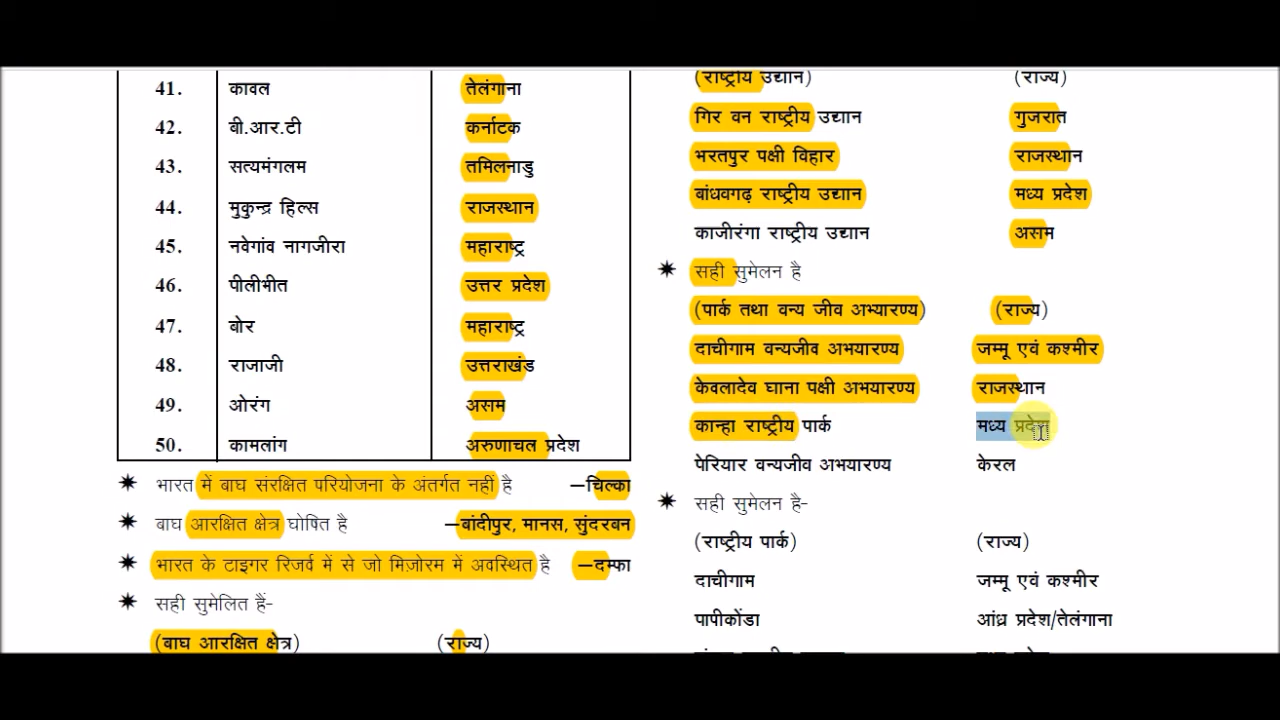 41. कावल तेलंगाना
42. बी.आर.टी कर्नाटक
43. सत्यमंगलम तमिलनाडु
44. मुकुन्द्र हिल्स राजस्थान
45. नवेगांव नागजीरा महाराष्ट्र
46. पीलीभीत उत्तर प्रदेश
47. बोर महाराष्ट्र
48. राजाजी उत्तराखंड
49. ओरंग असम
50. कामलांग अरुणाचल प्रदेश
✷ भारत में बाघ संरक्षित परियोजना के अंतर्गत नहीं है –चिल्का
✷ बाघ आरक्षित क्षेत्र घोषित है –बांदीपुर, मानस, सुंदरबन
✷ भारत के टाइगर रिजर्व में से जो मिज़ोरम में अवस्थित है –दम्फा
✷ सही सुमेलित हैं-
(बाघ आरक्षित क्षेत्र) (राज्य)
(राष्ट्रीय उद्यान) (राज्य)
गिर वन राष्ट्रीय उद्यान गुजरात
भरतपुर पक्षी विहार राजस्थान
बांधवगढ़ राष्ट्रीय उद्यान मध्य प्रदेश
काजीरंगा राष्ट्रीय उद्यान असम
✷ सही सुमेलन है
(पार्क तथा वन्य जीव अभ्यारण्य) (राज्य)
दाचीगाम वन्यजीव अभयारण्य जम्मू एवं कश्मीर
केवलादेव घाना पक्षी अभयारण्य राजस्थान
कान्हा राष्ट्रीय पार्क मध्य प्रदेश
पेरियार वन्यजीव अभयारण्य केरल
✷ सही सुमेलन है-
(राष्ट्रीय पार्क) (राज्य)
दाचीगाम जम्मू एवं कश्मीर
पापीकोंडा आंध्र प्रदेश/तेलंगाना